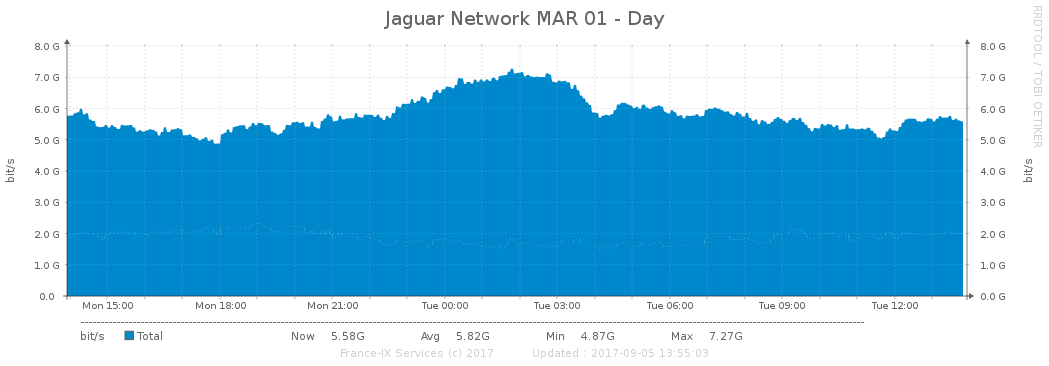 Jaguar Network MAR 01 - Day
RRDTOOL / TOBI OETIKER
bit/s
8.0 G
7.0 G
6.0 G
5.0 G
4.0 G
3.0 G
2.0 G
1.0 G
0.0
8.0 G
7.0 G
6.0 G
5.0 G
4.0 G
3.0 G
2.0 G
1.0 G
0.0 G
bit/s
Mon 15:00 Mon 18:00 Mon 21:00 Tue 00:00 Tue 03:00 Tue 06:00 Tue 09:00 Tue 12:00
bit/s Total Now 5.58G Avg 5.82G Min 4.87G Max 7.27G
France-IX Services (c) 2017 Updated : 2017-09-05 13:55:03